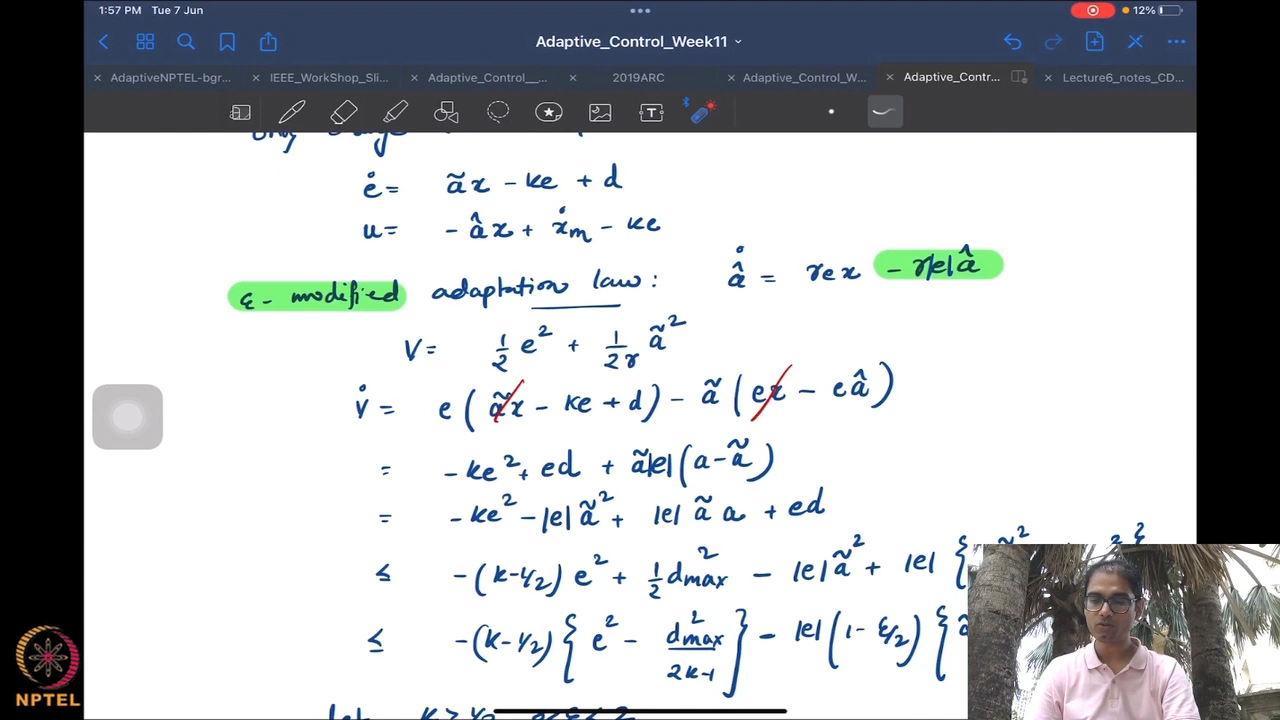 1:57 PM Tue 7 Jun
12%
Adaptive_Control_Week11
AdaptiveNPTEL-bgr...
IEEE_WorkShop_Sli...
Adaptive_Control__...
2019ARC
Adaptive_Control_W...
Adaptive_Contr...
Lecture6_notes_CD...
ė = ãx - ke + d
u = - âx + ẋm - ke
ε - modified adaptation law : â̇ = γex - γ|e|â
V = 1/2 e² + 1/2γ ã²
V̇ = e ( ãx - ke + d) - ã ( ex - eâ )
= - ke² + ed + ã|e|(a - ã)
= - ke² - |e| ã² + |e| ã a + ed
≤ -(k-1/2) e² + 1/2 d²max - |e| ã² + |e| {
≤ -(k-1/2) { e² - d²max / 2k-1 } - |e| (1 - ε/2) { ã
NPTEL